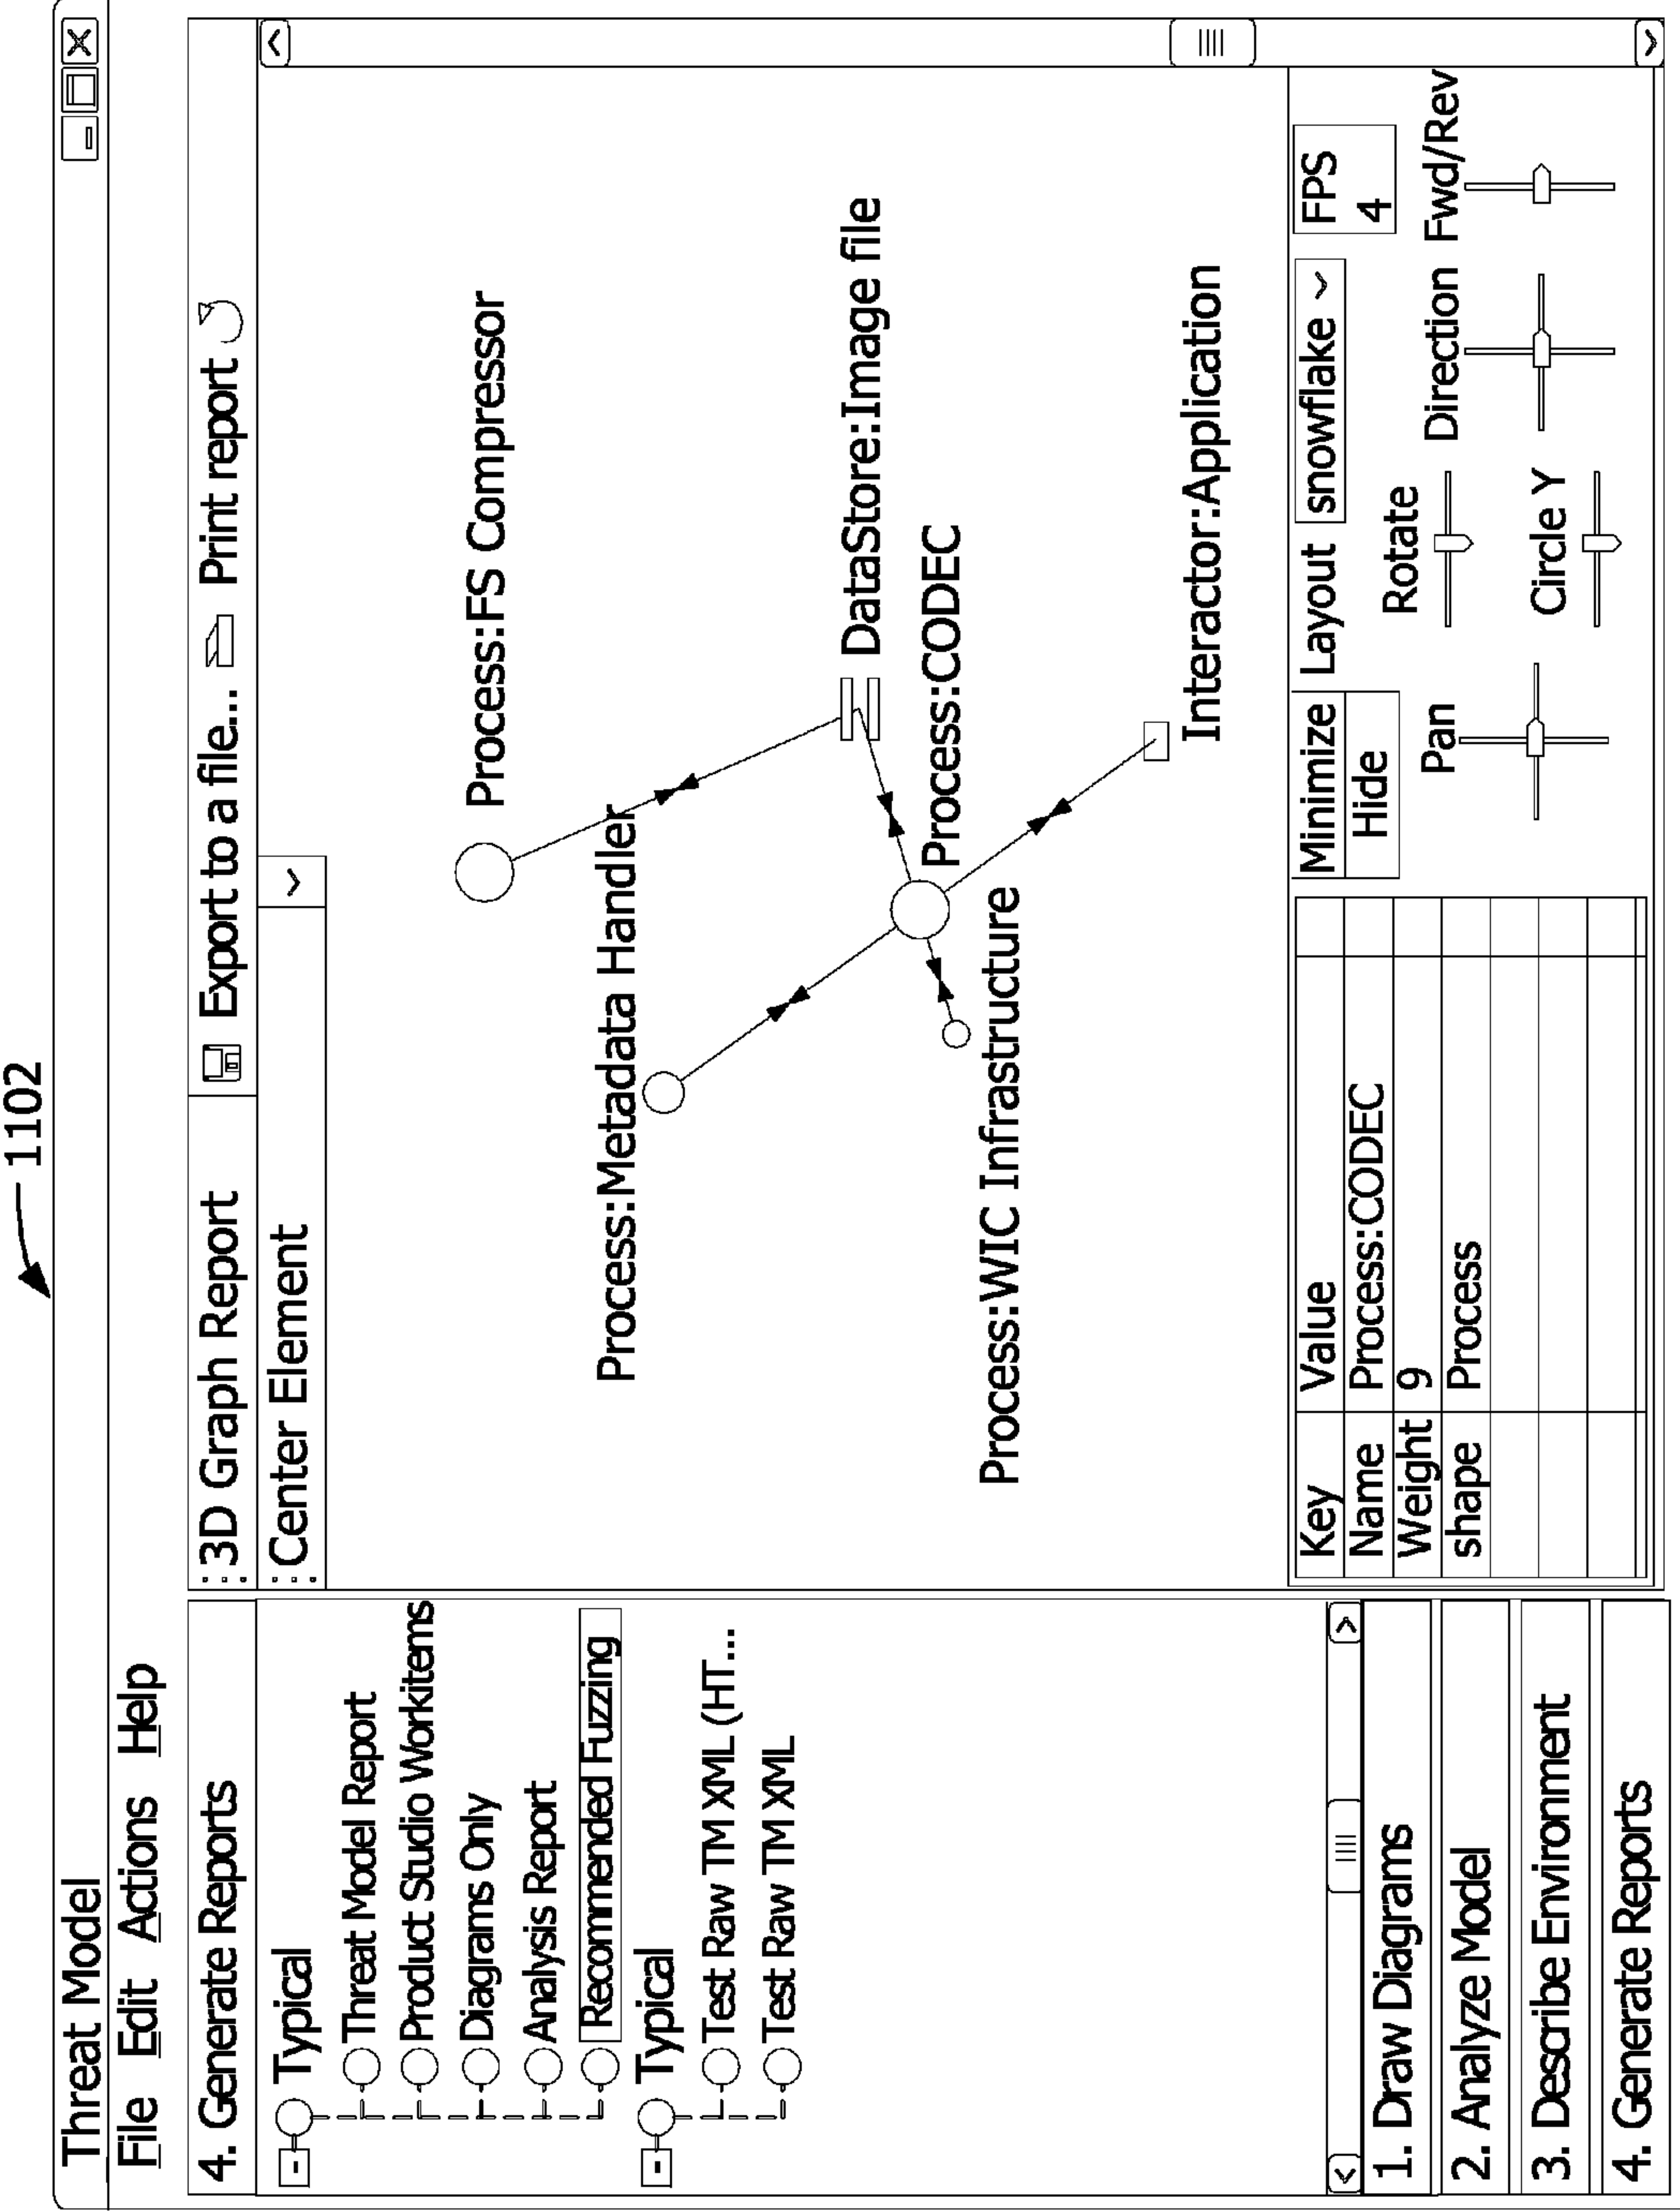 1102
Threat Model
File Edit Actions Help
4. Generate Reports
Typical
Threat Model Report
Product Studio Workitems
Diagrams Only
Analysis Report
Recommended Fuzzing
Typical
Test Raw TM XML (HT...
Test Raw TM XML
1. Draw Diagrams
2. Analyze Model
3. Describe Environment
4. Generate Reports
3D Graph Report
Export to a file...
Print report
Center Element
Process:FS Compressor
Process:Metadata Handler
DataStore:Image file
Process:CODEC
Process:WIC Infrastructure
Interactor:Application
Key Value
Name Process:CODEC
Weight 9
shape Process
Minimize
Hide
Layout snowflake
FPS
4
Pan
Rotate
Circle Y
Direction
Fwd/Rev